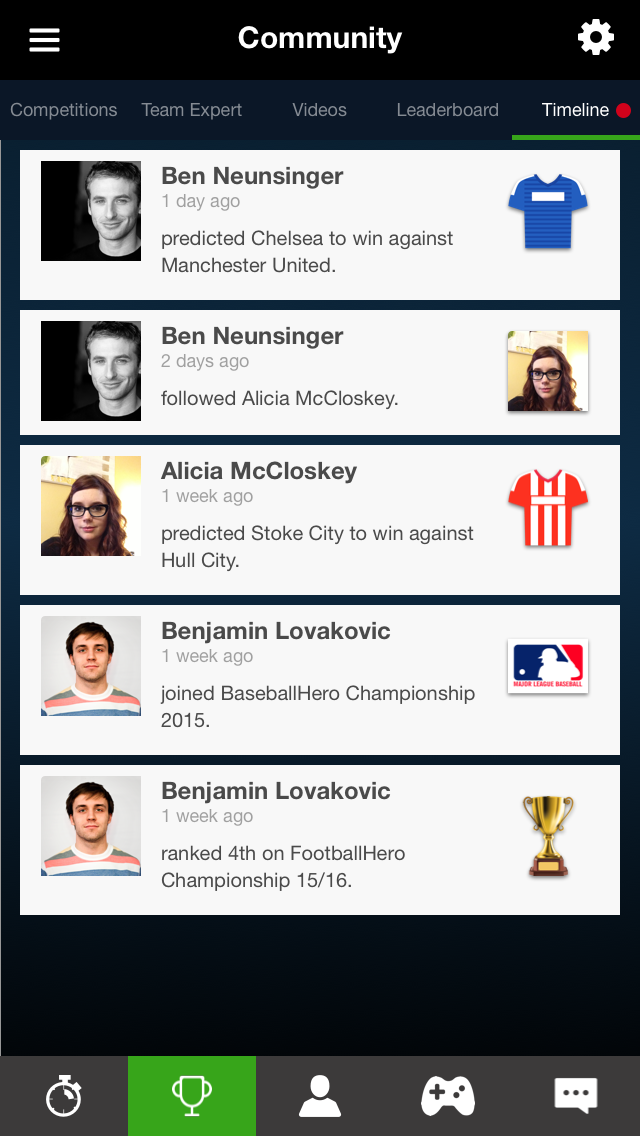 Community
Competitions Team Expert Videos Leaderboard Timeline
Ben Neunsinger
1 day ago
predicted Chelsea to win against
Manchester United.
Ben Neunsinger
2 days ago
followed Alicia McCloskey.
Alicia McCloskey
1 week ago
predicted Stoke City to win against
Hull City.
Benjamin Lovakovic
1 week ago
joined BaseballHero Championship
2015.
MAJOR LEAGUE BASEBALL
Benjamin Lovakovic
1 week ago
ranked 4th on FootballHero
Championship 15/16.